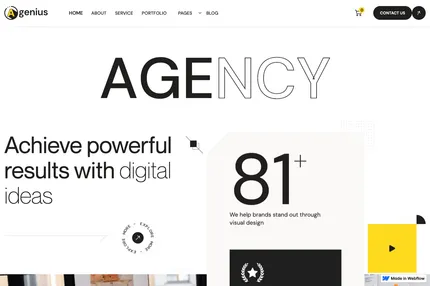 genius
HOME ABOUT SERVICE PORTFOLIO PAGES BLOG
CONTACT US
AGENCY
Achieve powerful
results with digital
ideas
81+
We help brands stand out through
visual design
EXPLORE MORE - EXPLORE MORE -
Made in Webflow